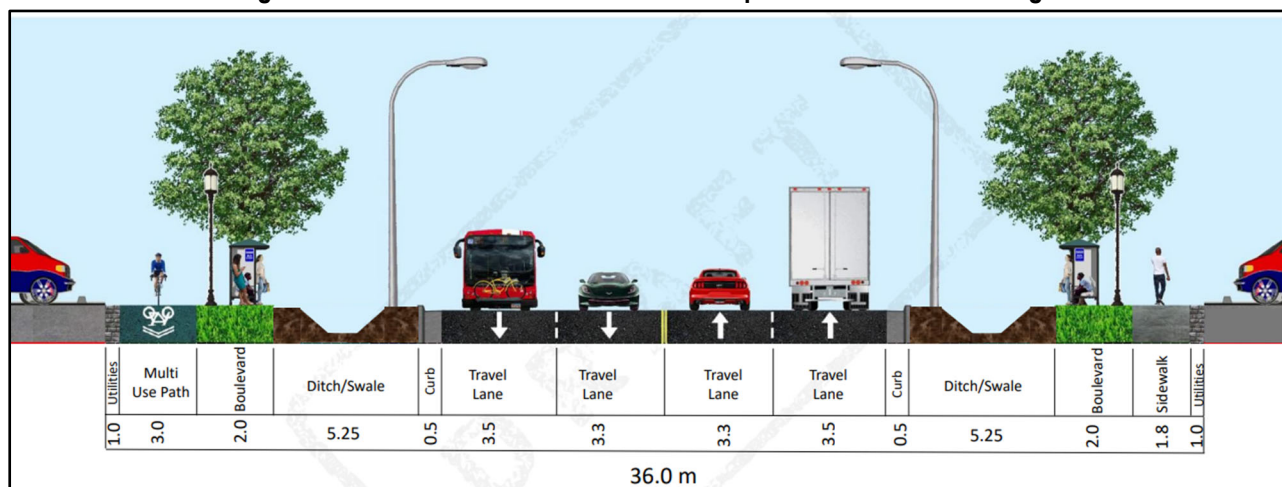 Utilities
Multi
Use Path
Boulevard
Ditch/Swale
Curb
Travel
Lane
Travel
Lane
Travel
Lane
Travel
Lane
Curb
Ditch/Swale
Boulevard
Sidewalk
Utilities
1.0
3.0
2.0
5.25
0.5
3.5
3.3
3.3
3.5
0.5
5.25
2.0
1.8
1.0
36.0 m